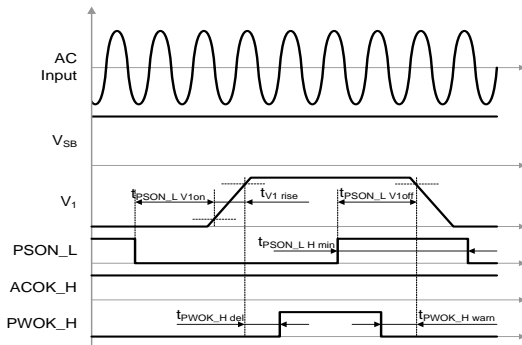 AC
Input
VSB
V1
tPSON_L V1on
tV1 rise
tPSON_L V1off
PSON_L
tPSON_L H min
ACOK_H
PWOK_H
tPWOK_H del
tPWOK_H warn